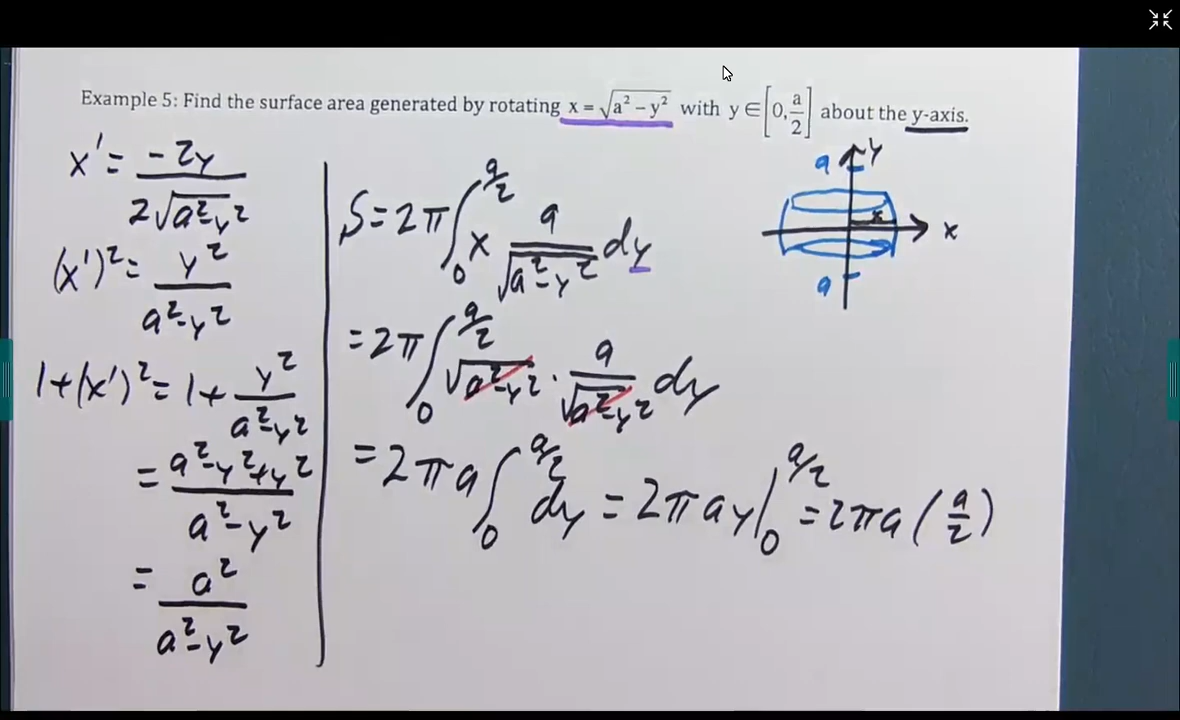 Example 5: Find the surface area generated by rotating x = √(a² − y²) with y ∈ [0, a/2] about the y-axis.
x' = −2y / 2√(a²−y²)
(x')² = y² / a²−y²
1+(x')² = 1 + y² / a²−y²
= a²−y²+y² / a²−y²
= a² / a²−y²
S = 2π ∫₀^(a/2) x a / √(a²−y²) dy
= 2π ∫₀^(a/2) √(a²−y²) · a / √(a²−y²) dy
= 2πa ∫₀^(a/2) dy = 2πay |₀^(a/2) = 2πa (a/2)
a y
x
x
a